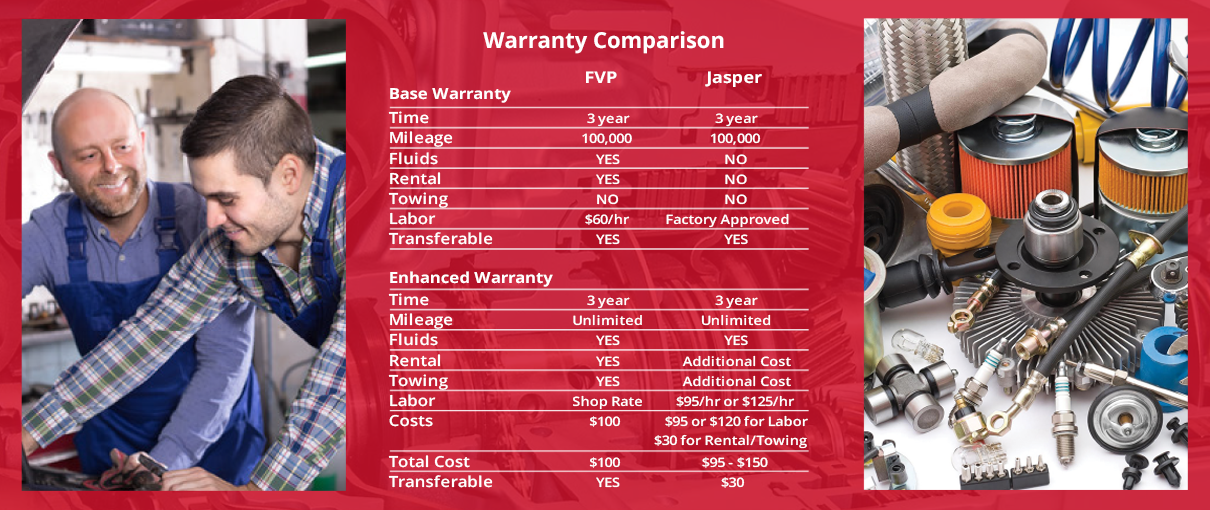 Warranty Comparison
FVP Jasper
Base Warranty
Time 3 year 3 year
Mileage 100,000 100,000
Fluids YES NO
Rental YES NO
Towing NO NO
Labor $60/hr Factory Approved
Transferable YES YES
Enhanced Warranty
Time 3 year 3 year
Mileage Unlimited Unlimited
Fluids YES YES
Rental YES Additional Cost
Towing YES Additional Cost
Labor Shop Rate $95/hr or $125/hr
Costs $100 $95 or $120 for Labor
$30 for Rental/Towing
Total Cost $100 $95 - $150
Transferable YES $30